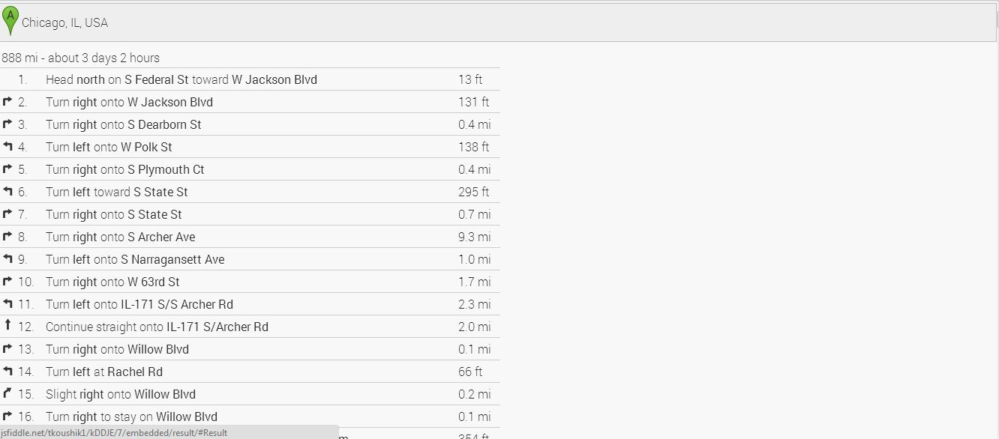 A
Chicago, IL, USA
888 mi - about 3 days 2 hours
1. Head north on S Federal St toward W Jackson Blvd 13 ft
2. Turn right onto W Jackson Blvd 131 ft
3. Turn right onto S Dearborn St 0.4 mi
4. Turn left onto W Polk St 138 ft
5. Turn right onto S Plymouth Ct 0.4 mi
6. Turn left toward S State St 295 ft
7. Turn right onto S State St 0.7 mi
8. Turn right onto S Archer Ave 9.3 mi
9. Turn left onto S Narragansett Ave 1.0 mi
10. Turn right onto W 63rd St 1.7 mi
11. Turn left onto IL-171 S/S Archer Rd 2.3 mi
12. Continue straight onto IL-171 S/Archer Rd 2.0 mi
13. Turn right onto Willow Blvd 0.1 mi
14. Turn left at Rachel Rd 66 ft
15. Slight right onto Willow Blvd 0.2 mi
16. Turn right to stay on Willow Blvd 0.1 mi
354 ft
jsfiddle.net/tkoushik1/kDDJE/7/embedded/result/#Result